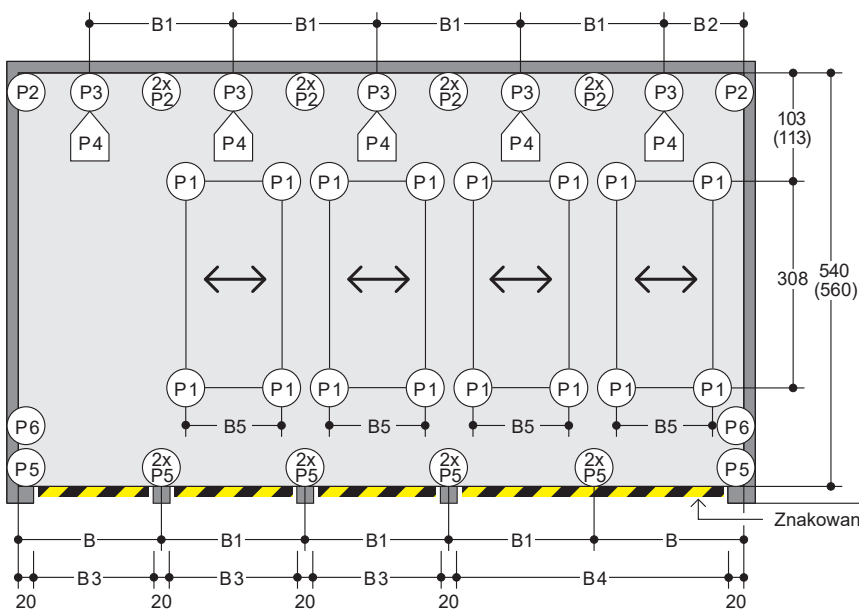 B1 B1 B1 B1 B2
P2 P3 2x P2 P3 2x P2 P3 2x P2 P3 2x P2 P3 P2
P4 P4 P4 P4 P4
103
(113)
P1 P1 P1 P1 P1 P1 P1 P1
308
540
(560)
P1 P1 P1 P1 P1 P1 P1 P1
B5 B5 B5 B5
P6 P6
P5 2x P5 2x P5 2x P5 2x P5 P5
Znakowan
B B1 B1 B1 B
B3 B3 B3 B4
20 20 20 20 20